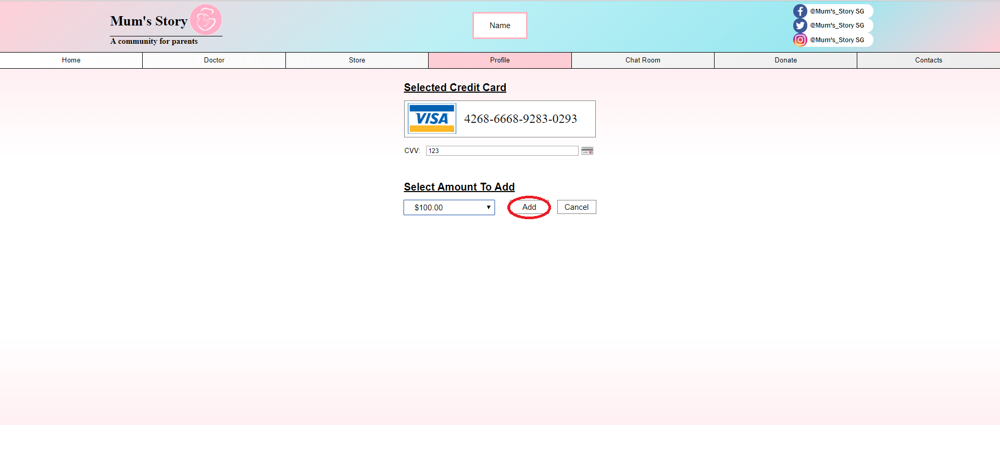 Mum's Story
A community for parents
Name
@Mum's_Story SG
@Mum's_Story SG
@Mum's_Story SG
Home Doctor Store Profile Chat Room Donate Contacts
Selected Credit Card
VISA 4268-6668-9283-0293
CVV: 123
Select Amount To Add
$100.00 Add Cancel